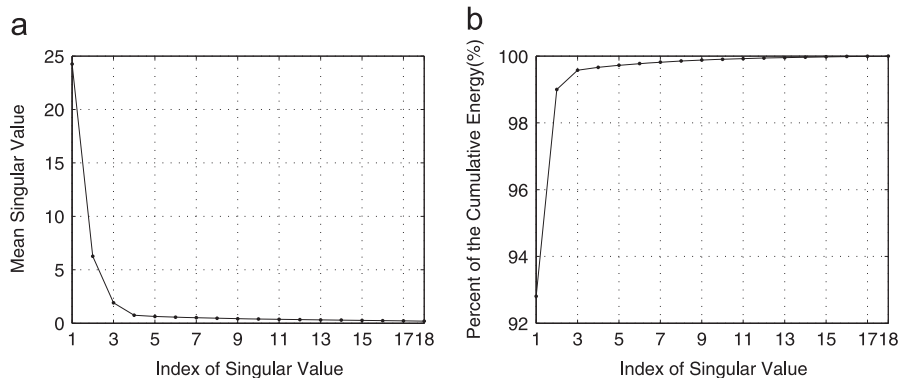 a
25
20
15
10
5
0
Mean Singular Value
1 3 5 7 9 11 13 15 1718
Index of Singular Value
b
100
98
96
94
92
Percent of the Cumulative Energy(%)
1 3 5 7 9 11 13 15 1718
Index of Singular Value